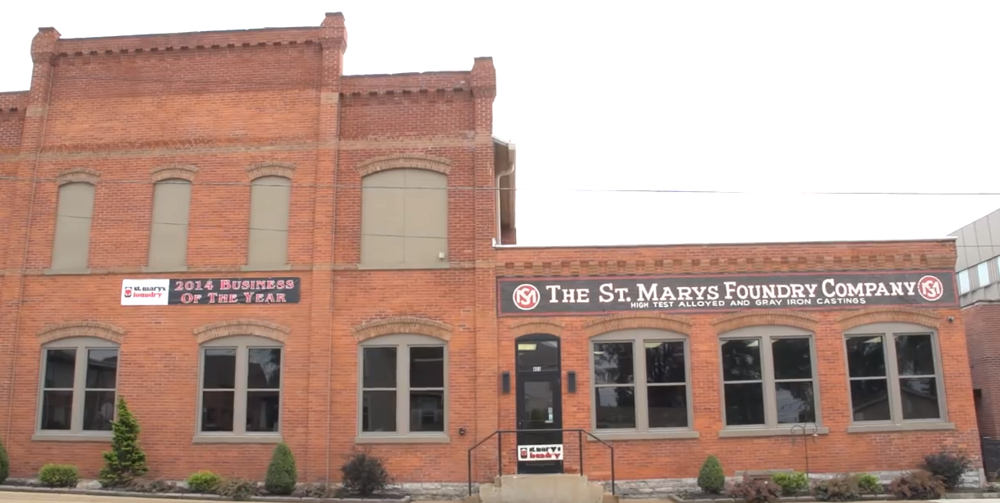 st.marys
foundry
2014 BUSINESS
OF THE YEAR
SM THE ST. MARYS FOUNDRY COMPANY SM
HIGH TEST ALLOYED AND GRAY IRON CASTINGS
st.marys
foundry